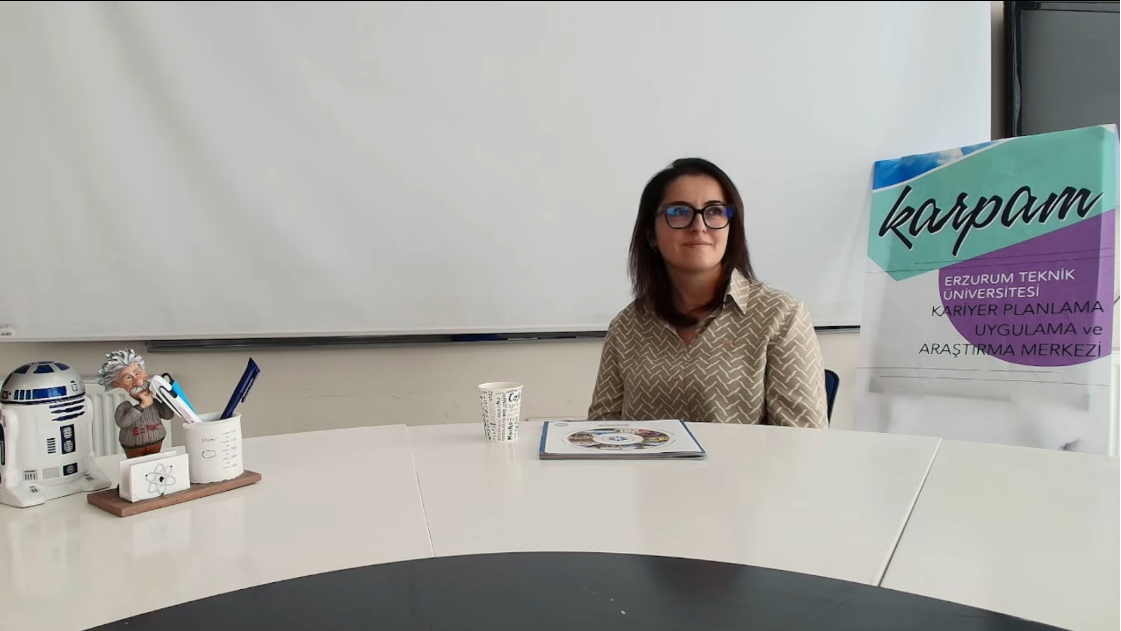 karpam
ERZURUM TEKNİK
ÜNİVERSİTESİ
KARİYER PLANLAMA
UYGULAMA ve
ARAŞTIRMA MERKEZİ